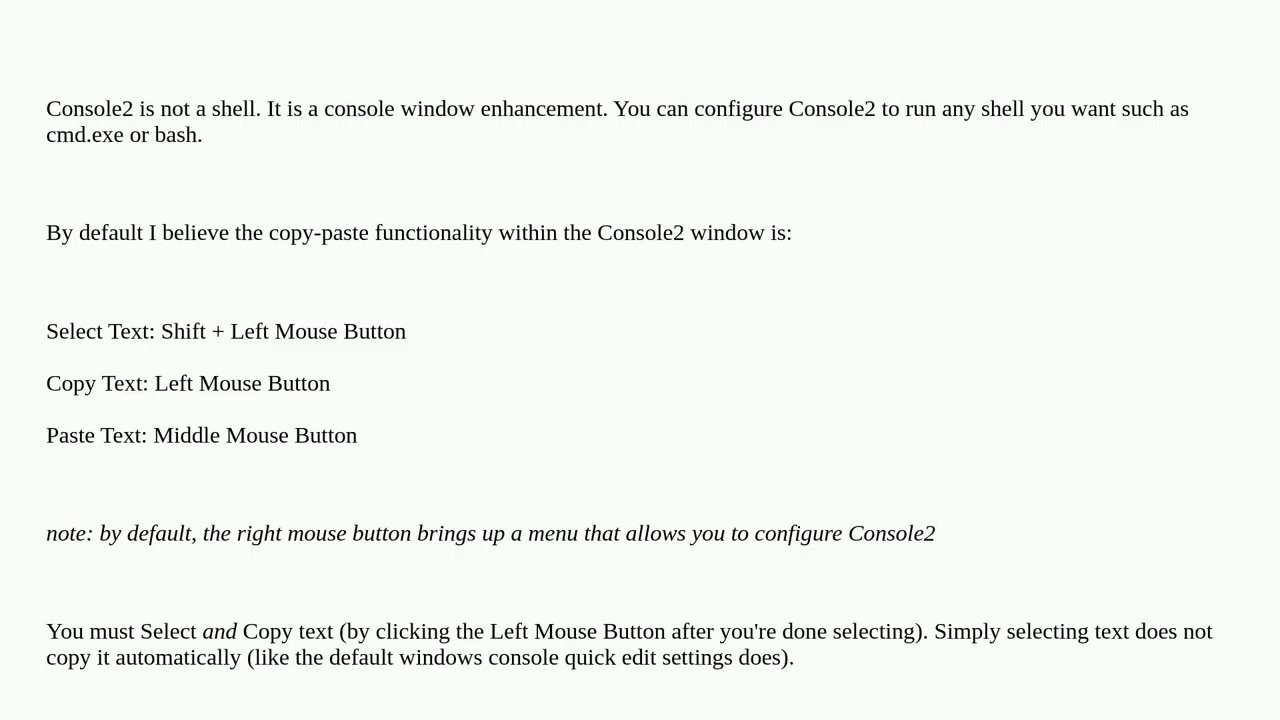 Console2 is not a shell. It is a console window enhancement. You can configure Console2 to run any shell you want such as
cmd.exe or bash.
By default I believe the copy-paste functionality within the Console2 window is:
Select Text: Shift + Left Mouse Button
Copy Text: Left Mouse Button
Paste Text: Middle Mouse Button
note: by default, the right mouse button brings up a menu that allows you to configure Console2
You must Select and Copy text (by clicking the Left Mouse Button after you're done selecting). Simply selecting text does not
copy it automatically (like the default windows console quick edit settings does).